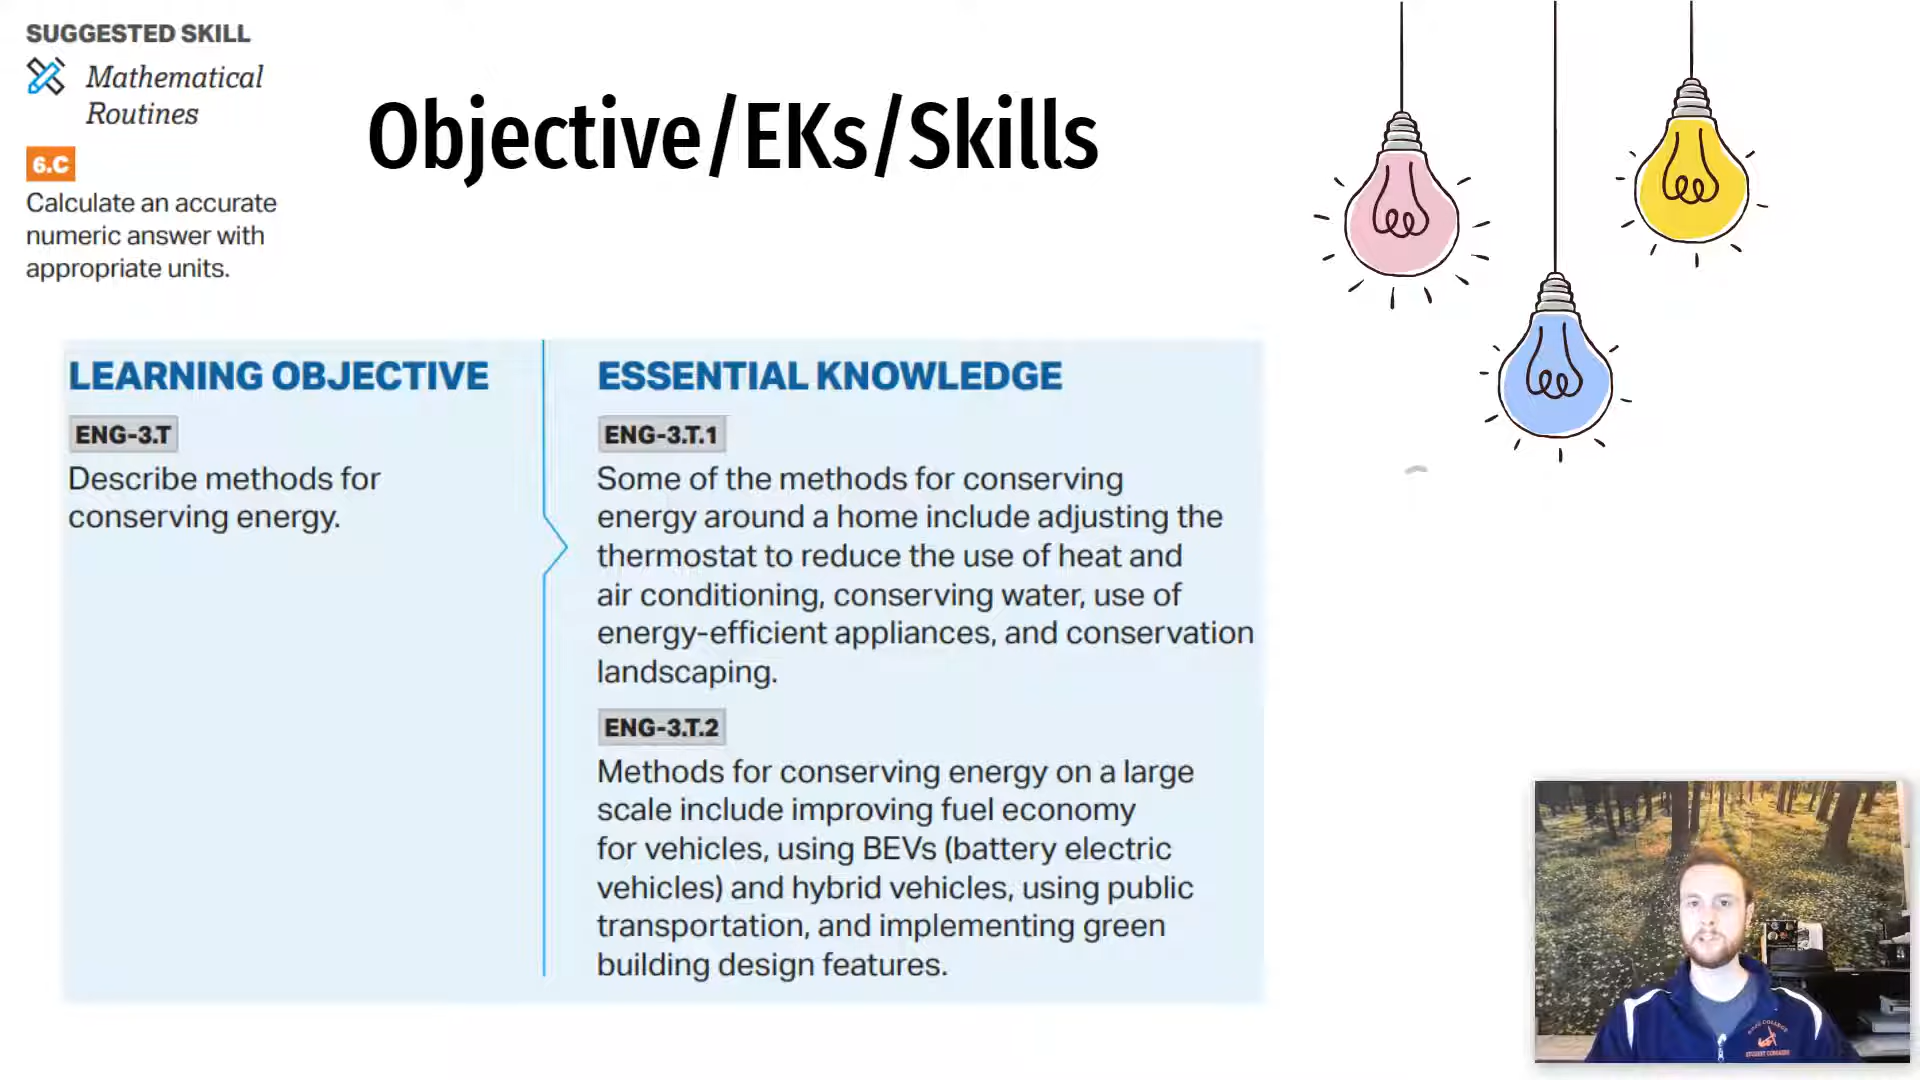 SUGGESTED SKILL
Mathematical
Routines
6.C
Calculate an accurate
numeric answer with
appropriate units.
Objective/EKs/Skills
LEARNING OBJECTIVE
ENG-3.T
Describe methods for
conserving energy.
ESSENTIAL KNOWLEDGE
ENG-3.T.1
Some of the methods for conserving
energy around a home include adjusting the
thermostat to reduce the use of heat and
air conditioning, conserving water, use of
energy-efficient appliances, and conservation
landscaping.
ENG-3.T.2
Methods for conserving energy on a large
scale include improving fuel economy
for vehicles, using BEVs (battery electric
vehicles) and hybrid vehicles, using public
transportation, and implementing green
building design features.